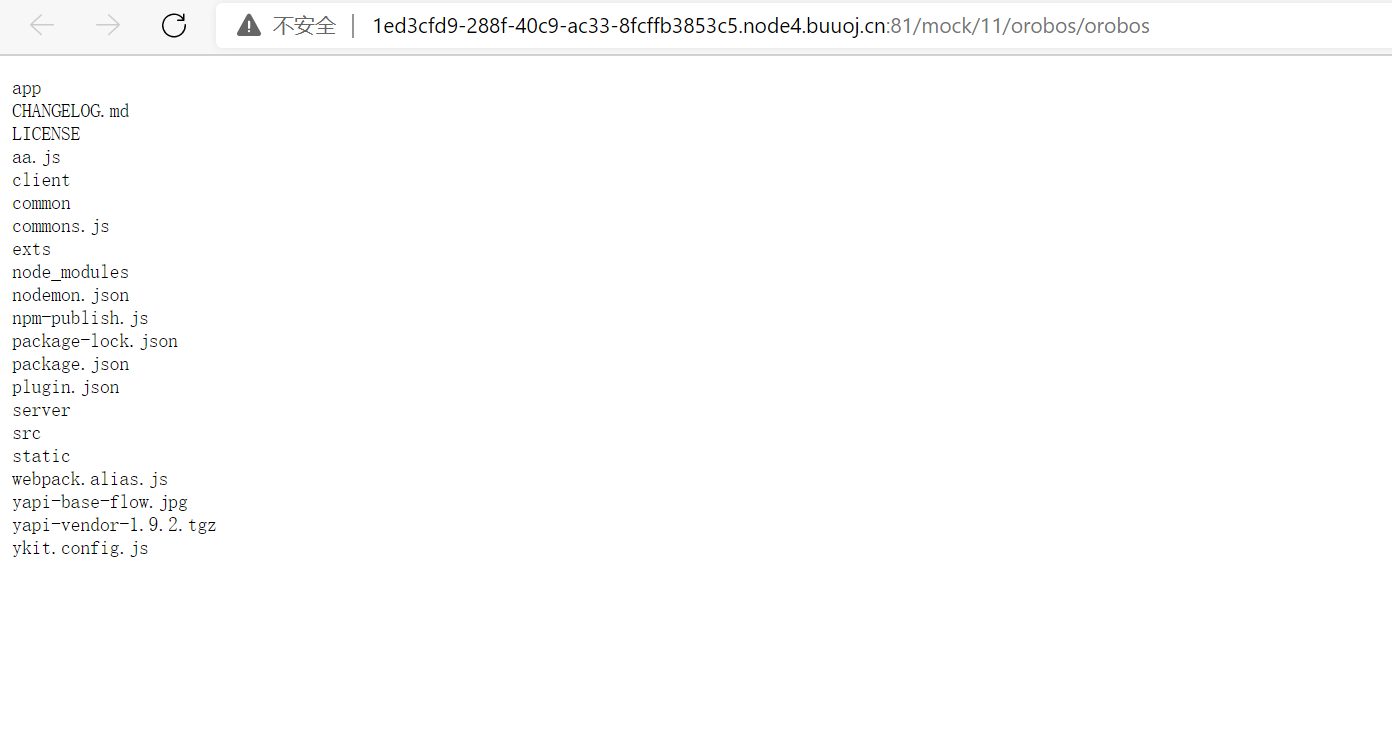 不安全 | 1ed3cfd9-288f-40c9-ac33-8fcffb3853c5.node4.buuoj.cn:81/mock/11/orobos/orobos
app
CHANGELOG.md
LICENSE
aa.js
client
common
commons.js
exts
node_modules
nodemon.json
npm-publish.js
package-lock.json
package.json
plugin.json
server
src
static
webpack.alias.js
yapi-base-flow.jpg
yapi-vendor-1.9.2.tgz
ykit.config.js